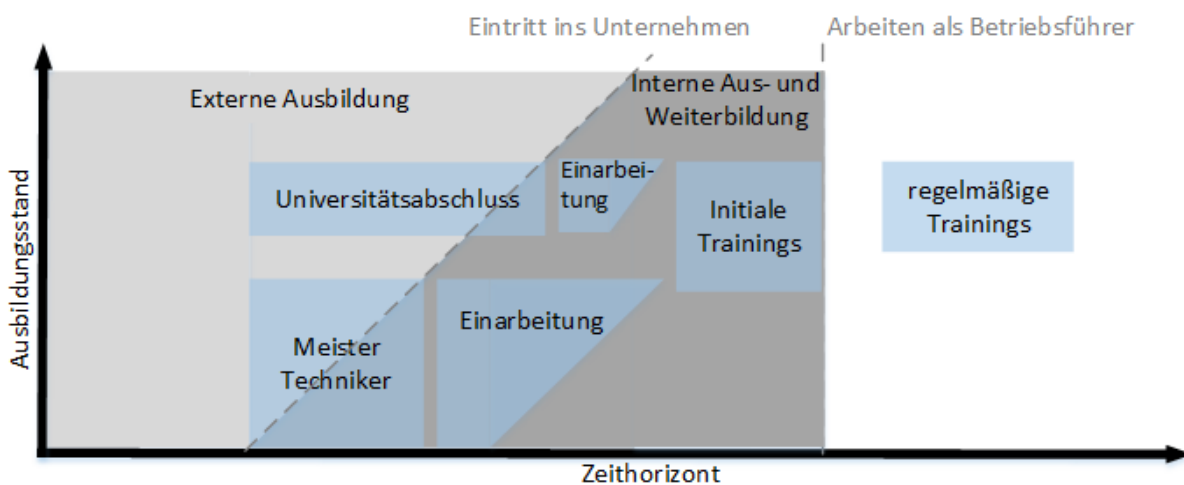 Eintritt ins Unternehmen
Arbeiten als Betriebsführer
Externe Ausbildung
Interne Aus- und
Weiterbildung
Universitätsabschluss
Einarbei-
tung
Initiale
Trainings
regelmäßige
Trainings
Meister
Techniker
Einarbeitung
Ausbildungsstand
Zeithorizont